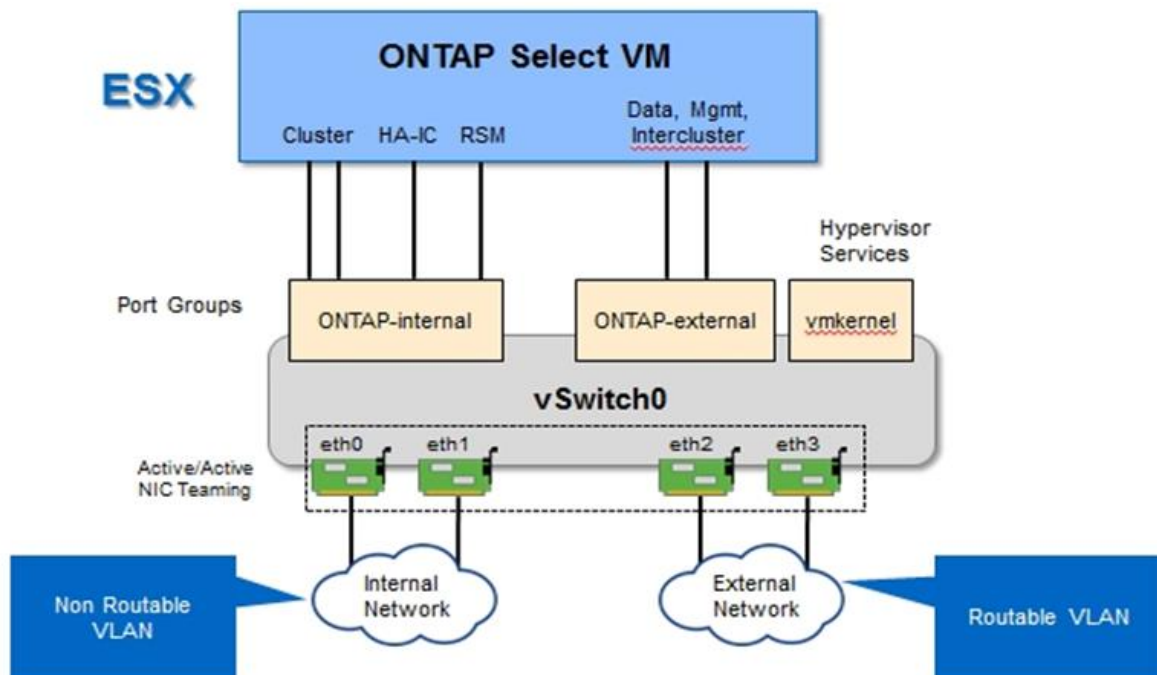 ONTAP Select VM
ESX
Data, Mgmt,
Cluster HA-IC RSM Intercluster
Hypervisor
Services
Port Groups
ONTAP-internal ONTAP-external vmkernel
vSwitch0
eth0 eth1 eth2 eth3
Active/Active
NIC Teaming
Internal
Network
External
Network
Non Routable
VLAN
Routable VLAN